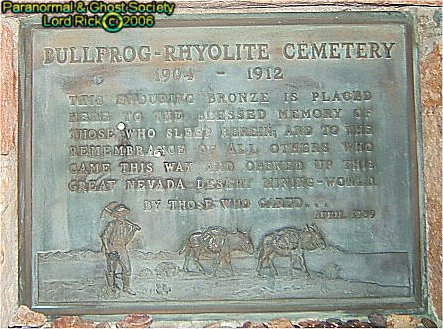 Paranormal & Ghost Society
Lord Rick©2006
BULLFROG-RHYOLITE CEMETERY
1904 - 1912
THIS ENDURING BRONZE IS PLACED
HERE TO THE BLESSED MEMORY OF
THOSE WHO SLEEP HEREIN, AND TO THE
REMEMBRANCE OF ALL OTHERS WHO
CAME THIS WAY AND OPENED UP THIS
GREAT NEVADA DESERT MINING-WORLD.
BY THOSE WHO CARED...
APRIL